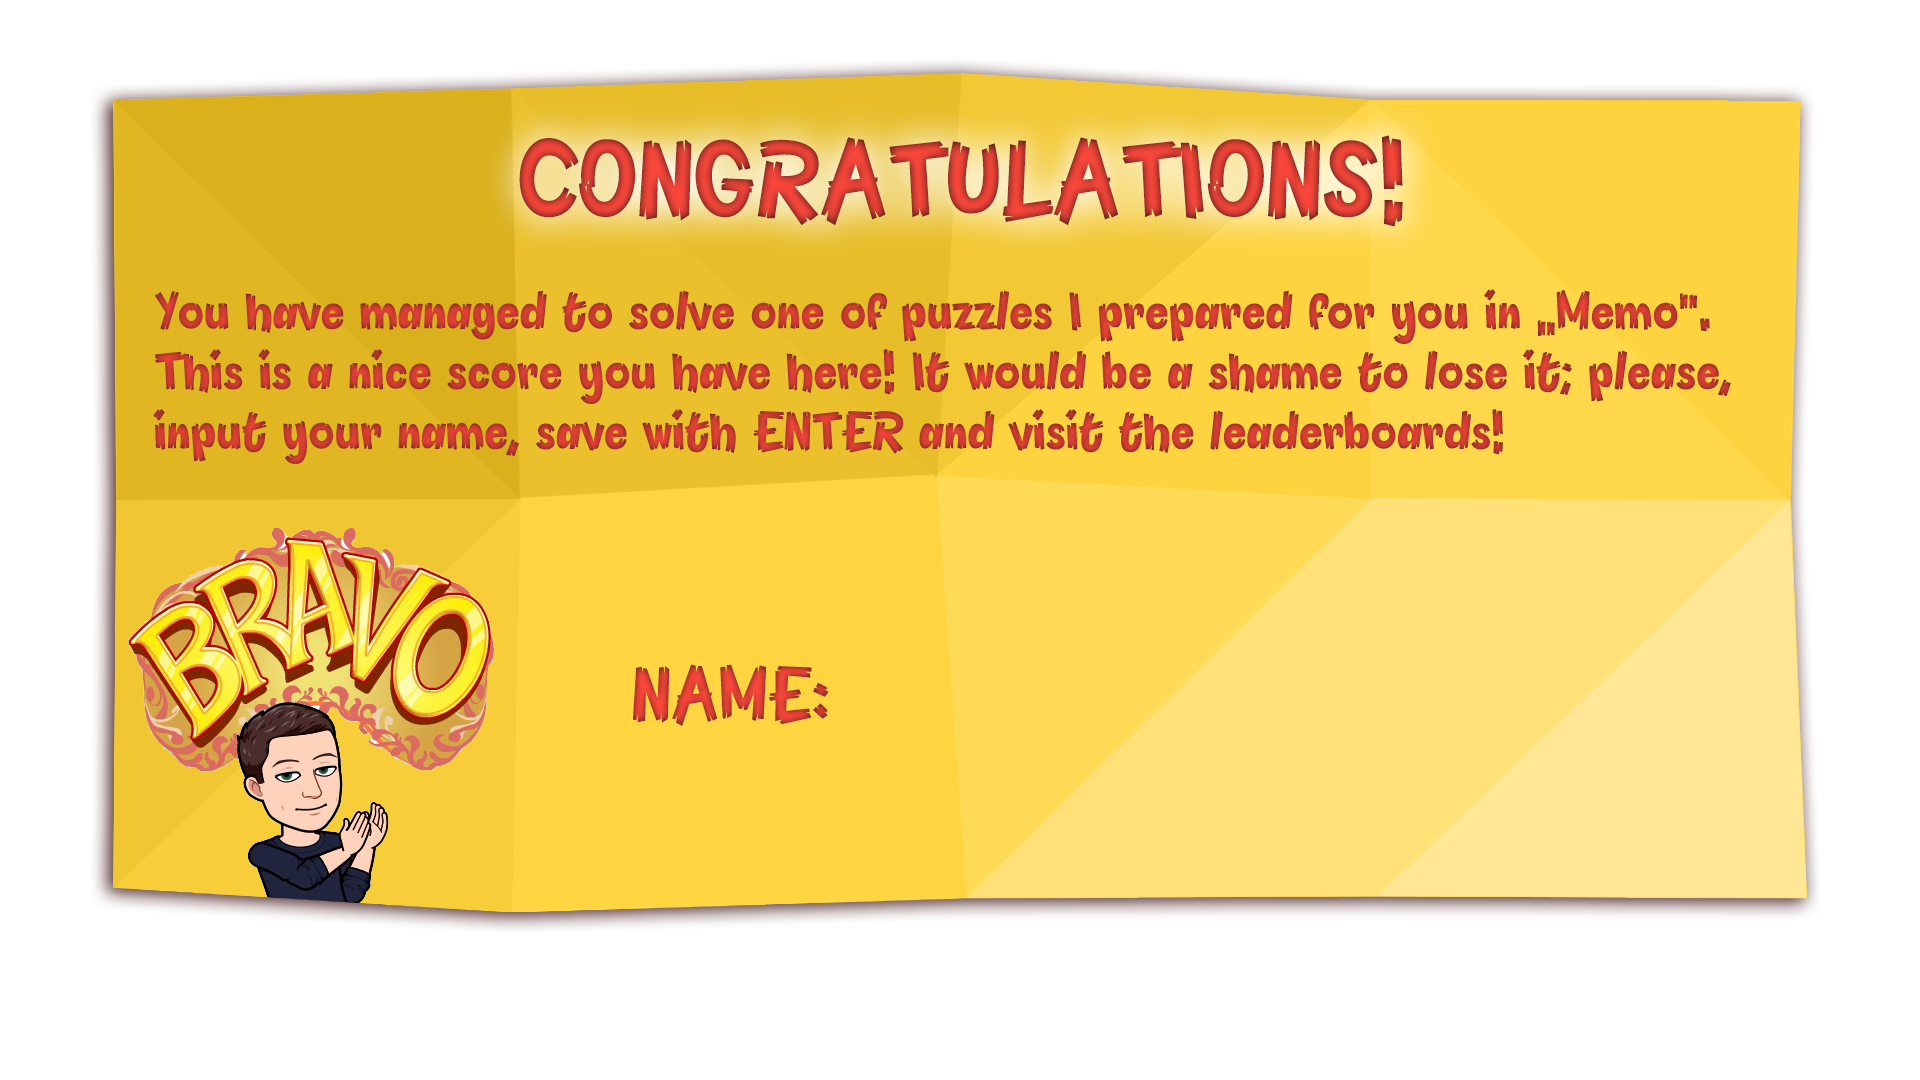 CONGRATULATIONS!
You have managed to solve one of puzzles I prepared for you in „Memo".
This is a nice score you have here! It would be a shame to lose it; please,
input your name, save with ENTER and visit the leaderboards!
BRAVO
NAME: